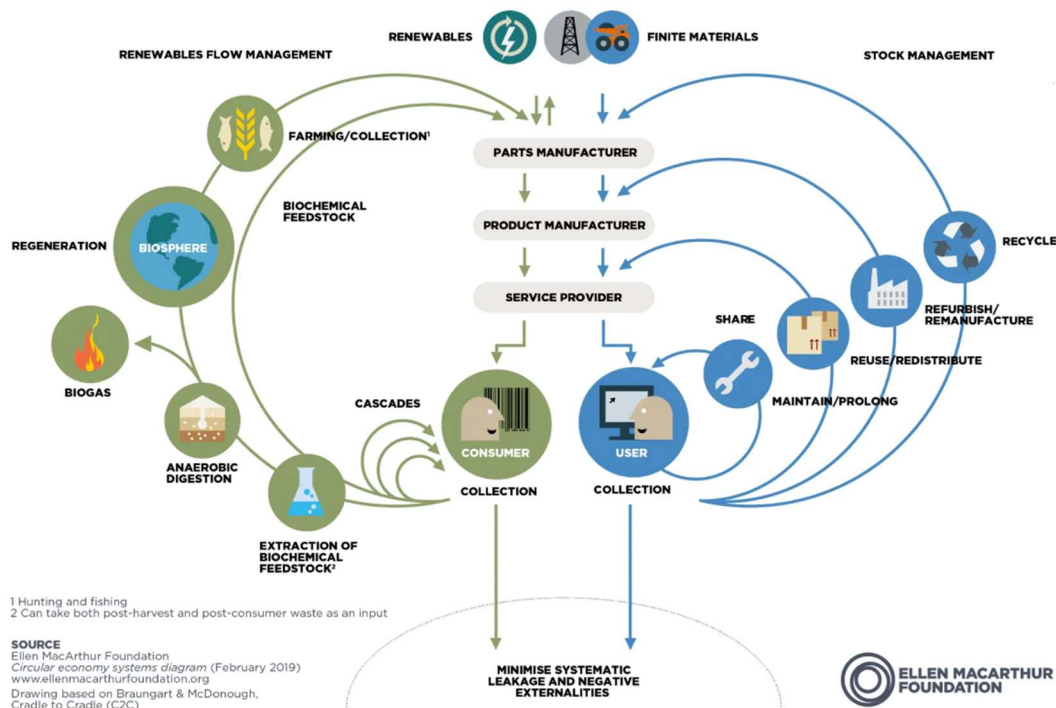 RENEWABLES
FINITE MATERIALS
RENEWABLES FLOW MANAGEMENT
STOCK MANAGEMENT
FARMING/COLLECTION¹
PARTS MANUFACTURER
BIOCHEMICAL
FEEDSTOCK
PRODUCT MANUFACTURER
REGENERATION
BIOSPHERE
RECYCLE
SERVICE PROVIDER
REFURBISH/
REMANUFACTURE
SHARE
REUSE/REDISTRIBUTE
BIOGAS
MAINTAIN/PROLONG
CASCADES
CONSUMER
USER
ANAEROBIC
DIGESTION
COLLECTION
COLLECTION
EXTRACTION OF
BIOCHEMICAL
FEEDSTOCK²
1 Hunting and fishing
2 Can take both post-harvest and post-consumer waste as an input
SOURCE
Ellen MacArthur Foundation
Circular economy systems diagram (February 2019)
www.ellenmacarthurfoundation.org
Drawing based on Braungart & McDonough,
Cradle to Cradle (C2C)
MINIMISE SYSTEMATIC
LEAKAGE AND NEGATIVE
EXTERNALITIES
ELLEN MACARTHUR
FOUNDATION